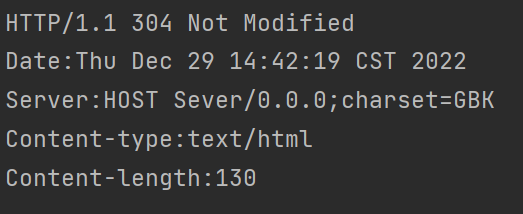 HTTP/1.1 304 Not Modified
Date:Thu Dec 29 14:42:19 CST 2022
Server:HOST Sever/0.0.0;charset=GBK
Content-type:text/html
Content-length:130